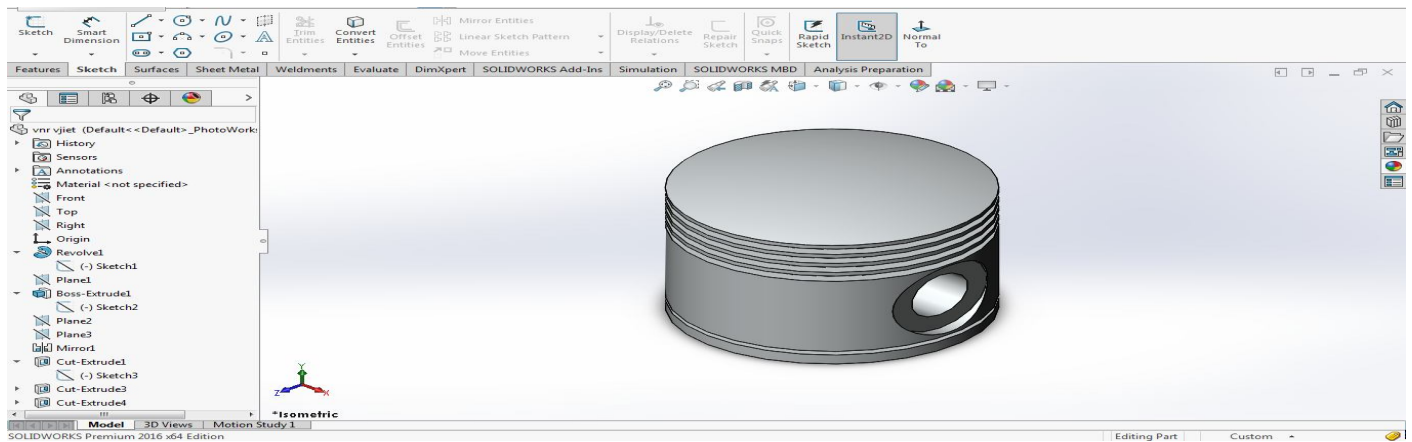 Sketch Smart Dimension Trim Entities Convert Entities Offset Entities Mirror Entities Linear Sketch Pattern Move Entities Display/Delete Relations Repair Sketch Quick Snaps Rapid Sketch Instant2D Normal To
Features Sketch Surfaces Sheet Metal Weldments Evaluate DimXpert SOLIDWORKS Add-Ins Simulation SOLIDWORKS MBD Analysis Preparation
vnr vjiet (Default<<Default>_PhotoWork
History
Sensors
Annotations
Material <not specified>
Front
Top
Right
Origin
Revolve1
(-) Sketch1
Plane1
Boss-Extrude1
(-) Sketch2
Plane2
Plane3
Mirror1
Cut-Extrude1
(-) Sketch3
Cut-Extrude3
Cut-Extrude4
Y
Z X
*Isometric
Model 3D Views Motion Study 1
SOLIDWORKS Premium 2016 x64 Edition Editing Part Custom